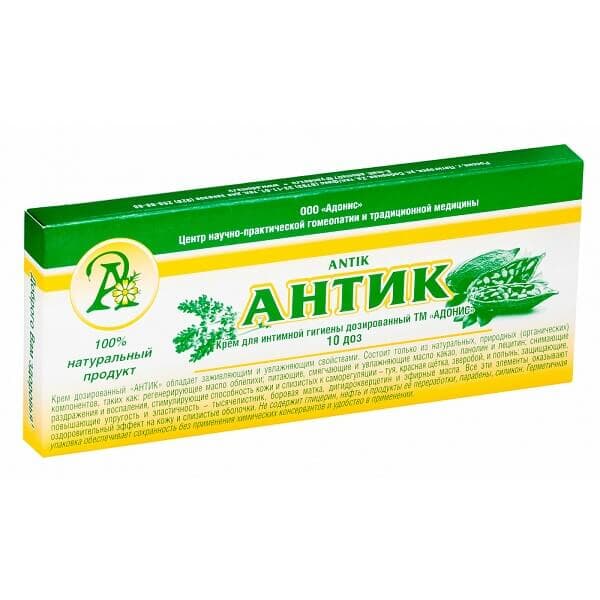 ООО «Адонис»
Центр научно-практической гомеопатии и традиционной медицины
ANTIK
АНТИК
Крем для интимной гигиены дозированный ТМ «АДОНИС»
10 доз
А
100%
натуральный
продукт
Крем дозированный «АНТИК» обладает заживляющим и увлажняющим свойствами. Состоит только из натуральных, природных (органических)
компонентов, таких как: регенерирующее масло облепихи; питающие, смягчающие и увлажняющие масло какао, ланолин и лецитин; снимающие
раздражения и воспаления, стимулирующие способность кожи и слизистых к саморегуляции – туя, красная щётка, зверобой, и полынь; защищающие,
повышающие упругость и эластичность – тысячелистник, боровая матка, дигидрокверцетин и эфирные масла. Все эти элементы оказывают
оздоровительный эффект на кожу и слизистые оболочки. Не содержит глицерин, нефть и продукты её переработки, парабены, силикон. Герметичная
упаковка обеспечивает сохранность без применения химических консервантов и удобство в применении.
Доброго Вам здоровья!